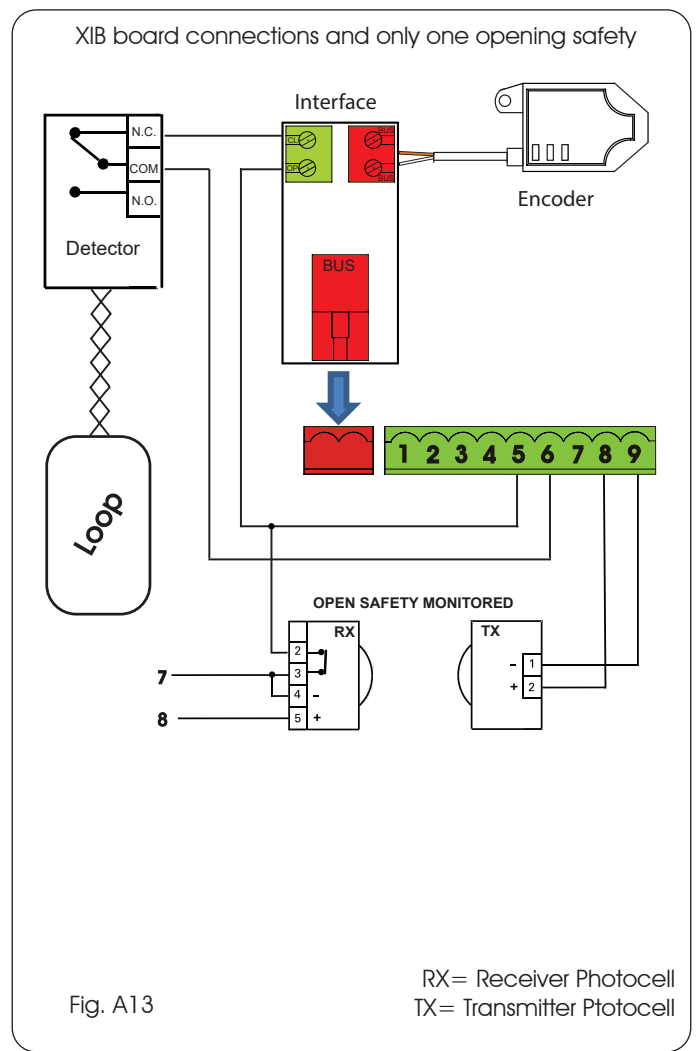 XIB board connections and only one opening safety
Interface
N.C.
COM
N.O.
Detector
CL
OP
BUS
BUS
Encoder
BUS
Loop
1 2 3 4 5 6 7 8 9
OPEN SAFETY MONITORED
RX
2
3
4 -
5 +
7
8
TX
- 1
+ 2
Fig. A13
RX= Receiver Photocell
TX= Transmitter Ptotocell